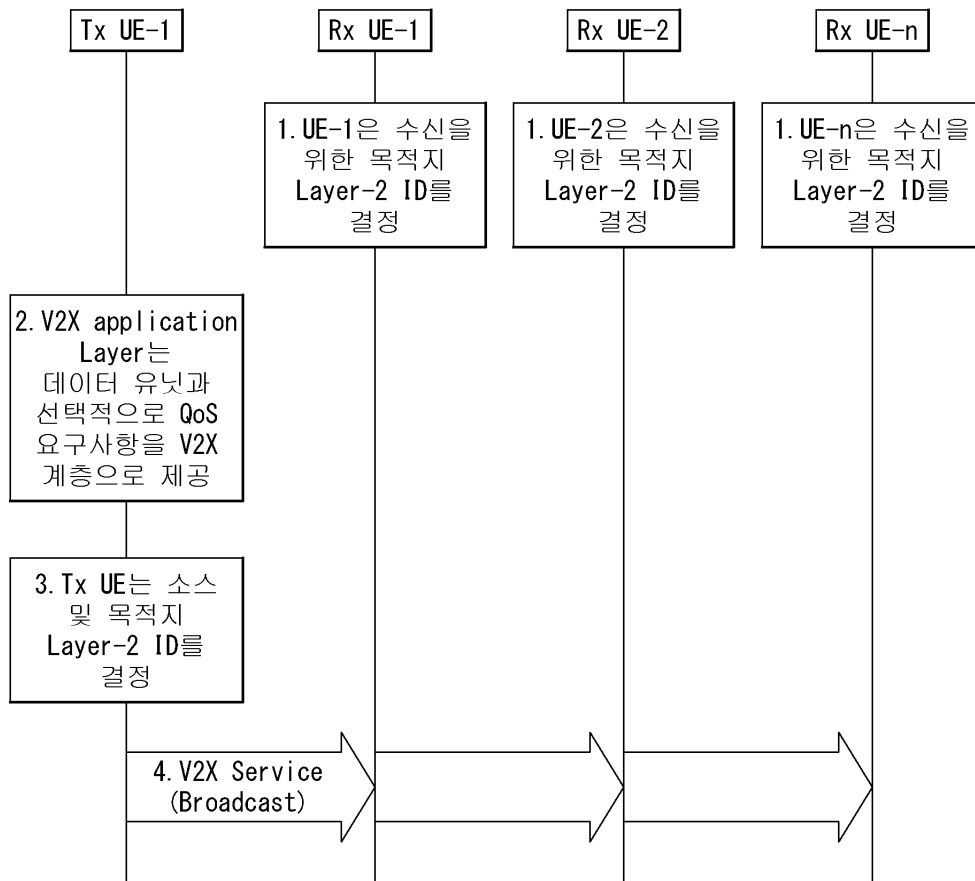 Tx UE-1
Rx UE-1
Rx UE-2
Rx UE-n
1.UE-1은 수신을
위한 목적지
Layer-2 ID를
결정
1.UE-2은 수신을
위한 목적지
Layer-2 ID를
결정
1.UE-n은 수신을
위한 목적지
Layer-2 ID를
결정
2.V2X application
Layer는
데이터 유닛과
선택적으로 QoS
요구사항을 V2X
계층으로 제공
3.Tx UE는 소스
및 목적지
Layer-2 ID를
결정
4.V2X Service
(Broadcast)